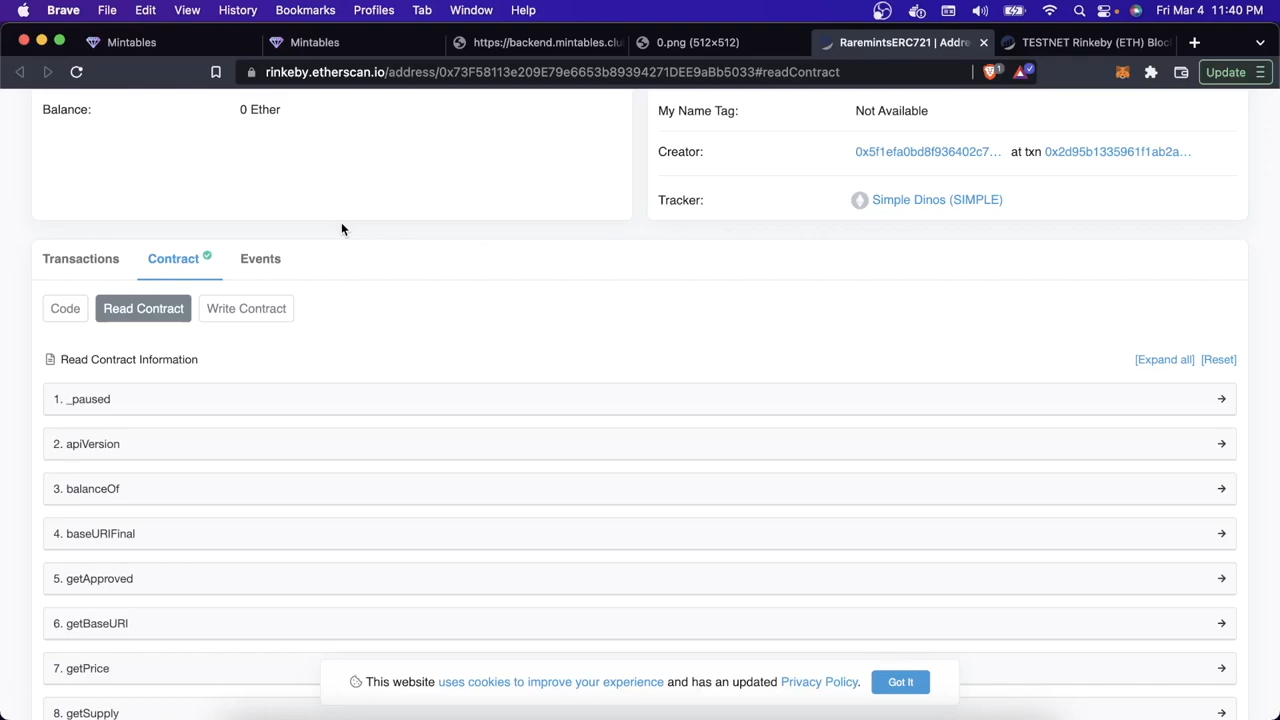 Brave File Edit View History Bookmarks Profiles Tab Window Help Fri Mar 4 11:40 PM
Mintables Mintables https://backend.mintables.clu 0.png (512×512) RaremintsERC721 | Addre TESTNET Rinkeby (ETH) Bloc
rinkeby.etherscan.io/address/0x73F58113e209E79e6653b89394271DEE9aBb5033#readContract 1 Update
Balance: 0 Ether
My Name Tag: Not Available
Creator: 0x5f1efa0bd8f936402c7... at txn 0x2d95b1335961f1ab2a...
Tracker: Simple Dinos (SIMPLE)
Transactions Contract Events
Code Read Contract Write Contract
Read Contract Information [Expand all] [Reset]
1. _paused
2. apiVersion
3. balanceOf
4. baseURIFinal
5. getApproved
6. getBaseURI
7. getPrice
This website uses cookies to improve your experience and has an updated Privacy Policy. Got It
8. getSupply